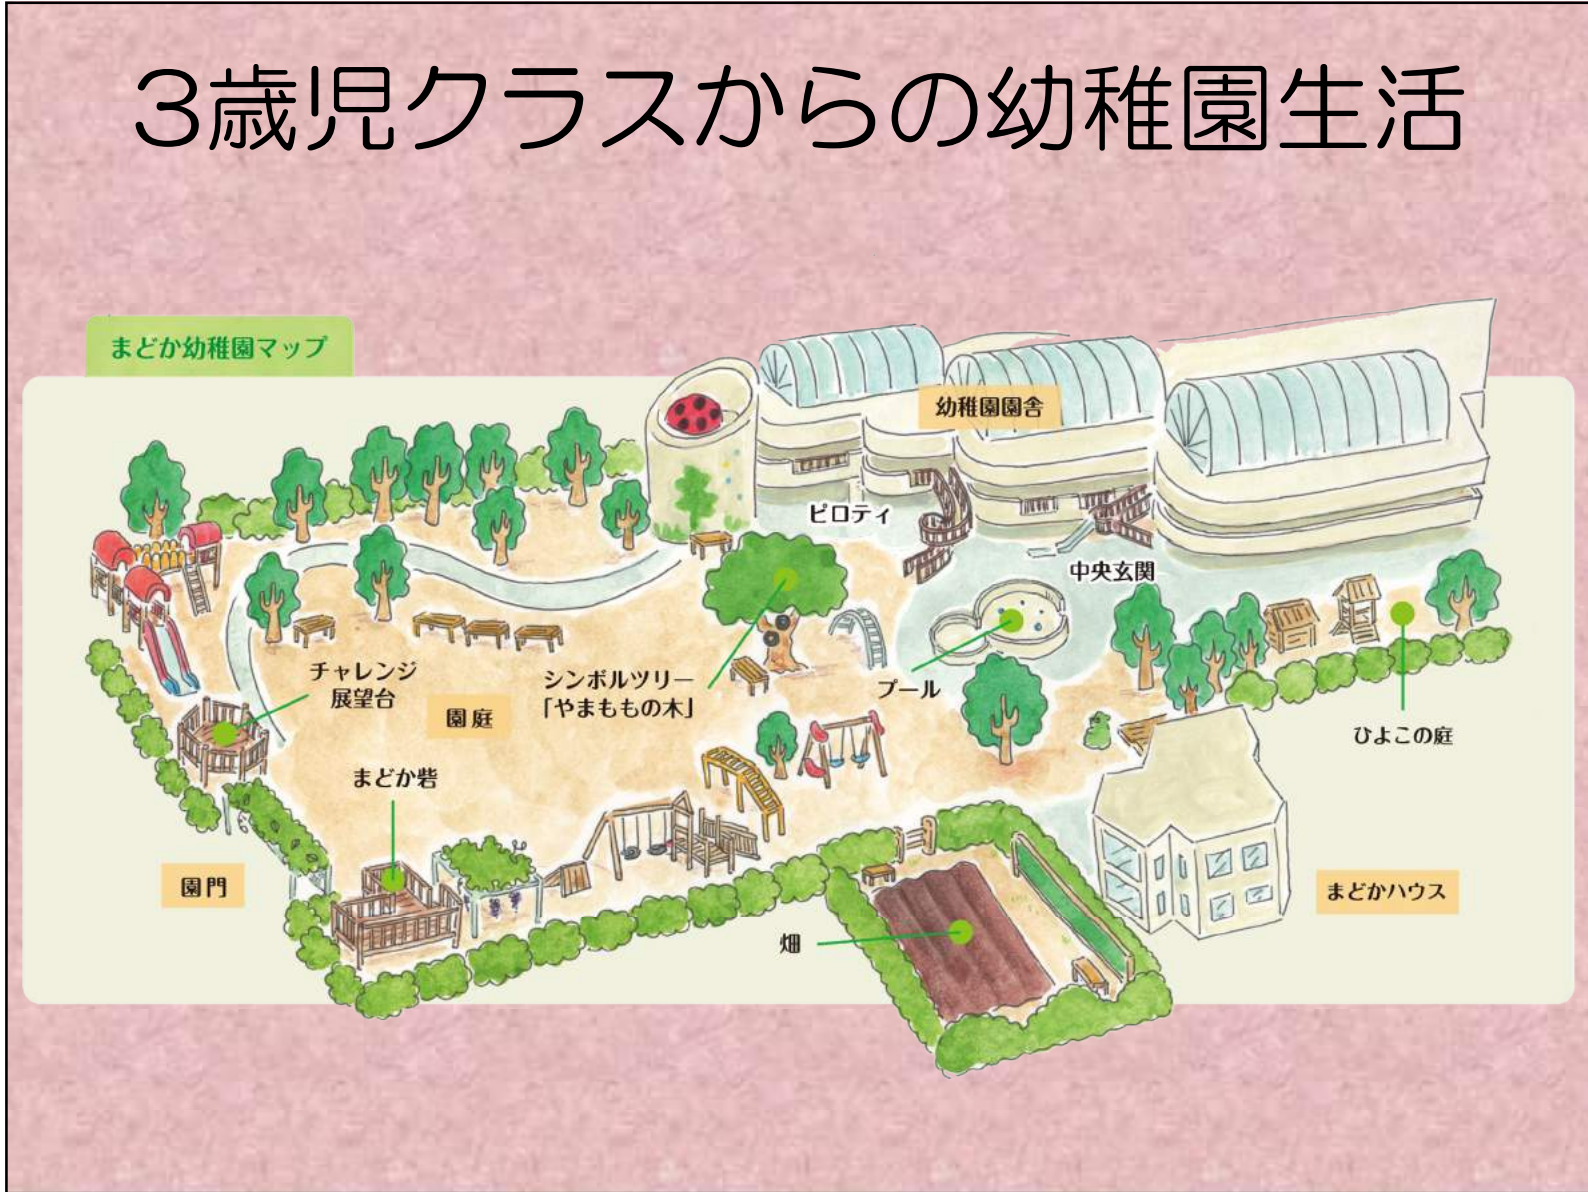 3歳児クラスからの幼稚園生活
まどか幼稚園マップ
幼稚園園舎
ピロティ
中央玄関
チャレンジ
展望台
園庭
シンボルツリー
「やまももの木」
プール
ひよこの庭
まどか砦
園門
まどかハウス
畑